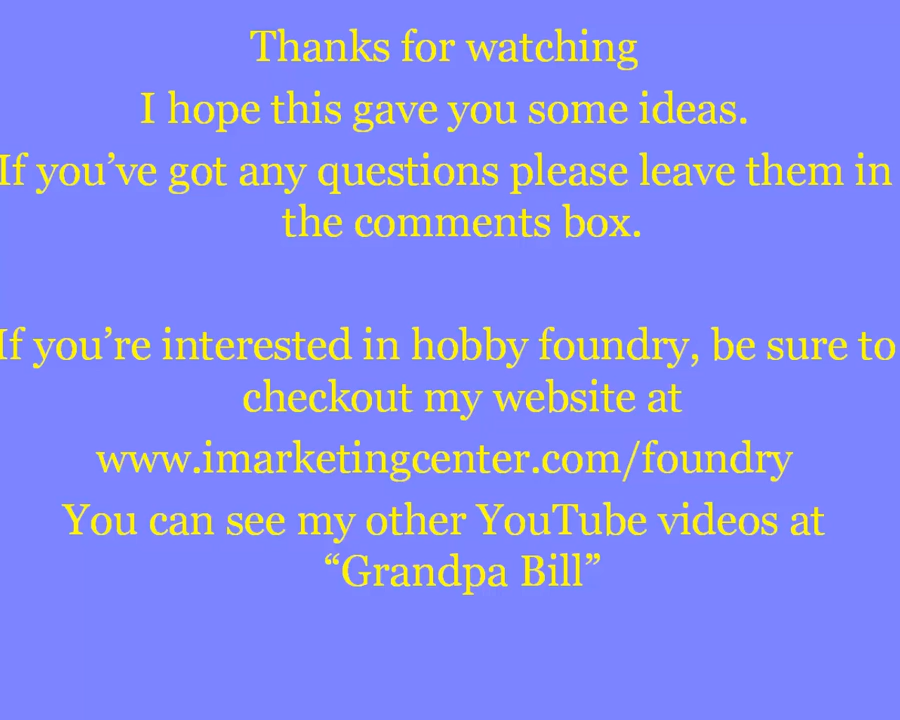 Thanks for watching
I hope this gave you some ideas.
If you’ve got any questions please leave them in
the comments box.
If you’re interested in hobby foundry, be sure to
checkout my website at
www.imarketingcenter.com/foundry
You can see my other YouTube videos at
“Grandpa Bill”